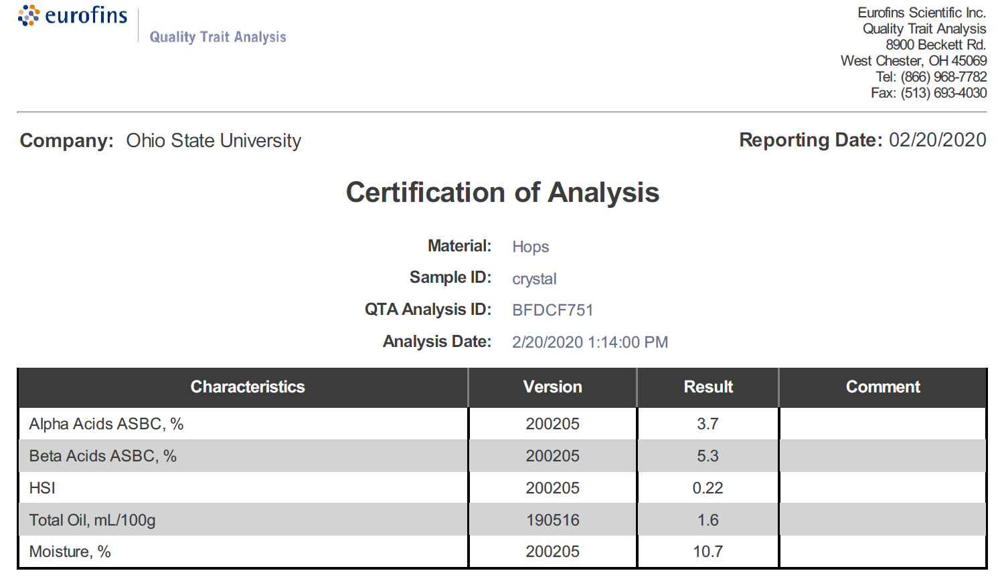 eurofins
Quality Trait Analysis
Eurofins Scientific Inc.
Quality Trait Analysis
8900 Beckett Rd.
West Chester, OH 45069
Tel: (866) 968-7782
Fax: (513) 693-4030
Company: Ohio State University
Reporting Date: 02/20/2020
Certification of Analysis
Material: Hops
Sample ID: crystal
QTA Analysis ID: BFDCF751
Analysis Date: 2/20/2020 1:14:00 PM
Characteristics Version Result Comment
Alpha Acids ASBC, % 200205 3.7
Beta Acids ASBC, % 200205 5.3
HSI 200205 0.22
Total Oil, mL/100g 190516 1.6
Moisture, % 200205 10.7